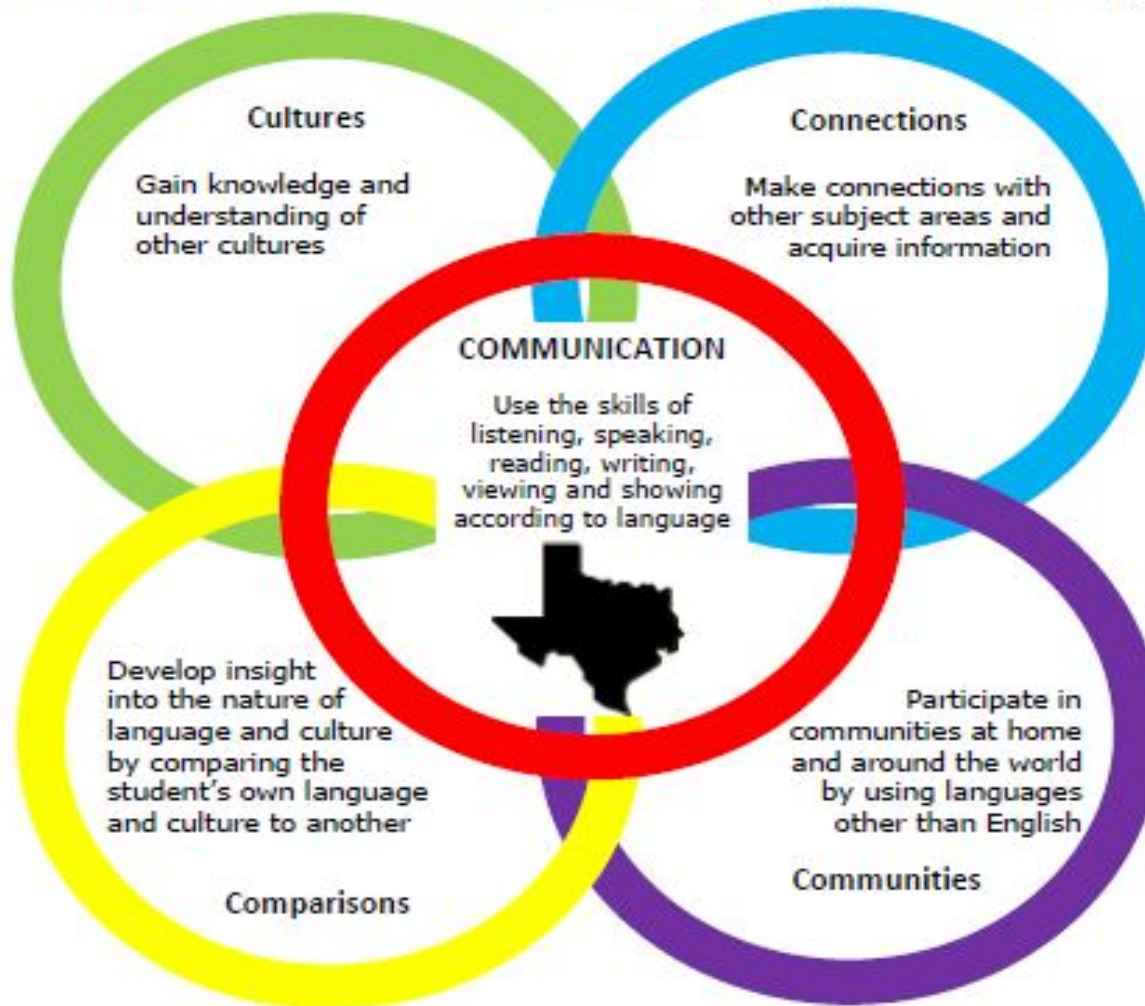 Cultures
Gain knowledge and
understanding of
other cultures
Connections
Make connections with
other subject areas and
acquire information
COMMUNICATION
Use the skills of
listening, speaking,
reading, writing,
viewing and showing
according to language
Develop insight
into the nature of
language and culture
by comparing the
student's own language
and culture to another
Comparisons
Participate in
communities at home
and around the world
by using languages
other than English
Communities